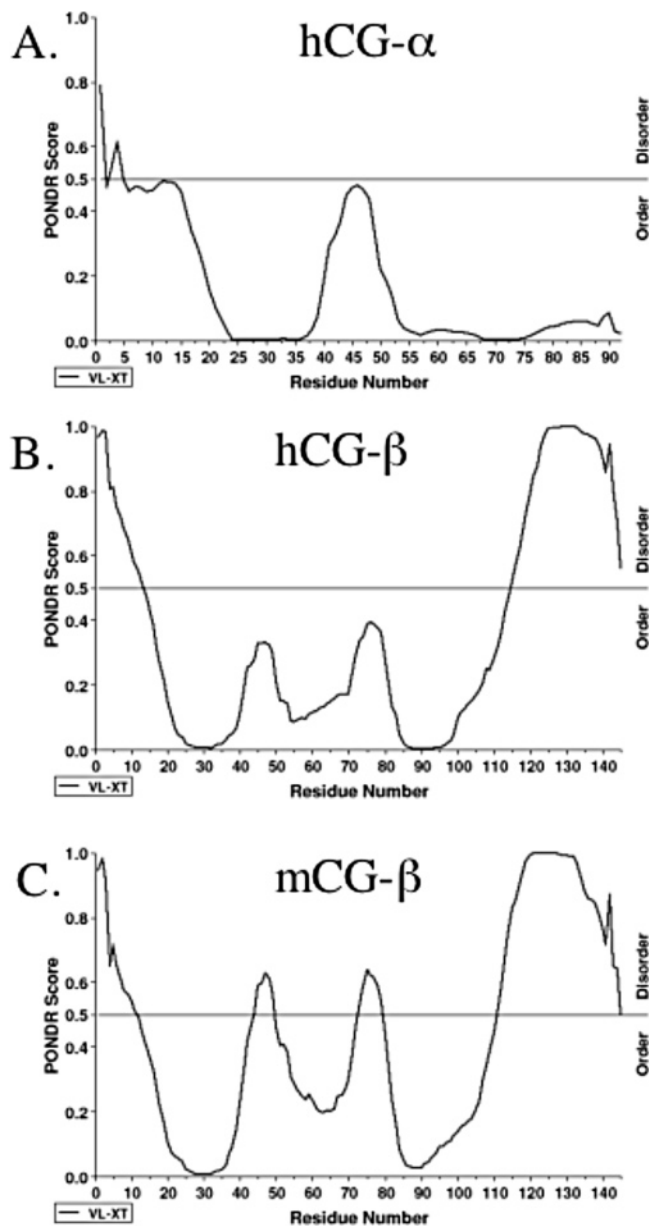 A.
hCG-α
1.0
0.8
0.6
0.5
0.4
0.2
0.0
PONDR Score
Disorder
Order
0 5 10 15 20 25 30 35 40 45 50 55 60 65 70 75 80 85 90
VL-XT
Residue Number
B.
hCG-β
1.0
0.8
0.6
0.5
0.4
0.2
0.0
PONDR Score
Disorder
Order
0 10 20 30 40 50 60 70 80 90 100 110 120 130 140
VL-XT
Residue Number
C.
mCG-β
1.0
0.8
0.6
0.5
0.4
0.2
0.0
PONDR Score
Disorder
Order
0 10 20 30 40 50 60 70 80 90 100 110 120 130 140
VL-XT
Residue Number